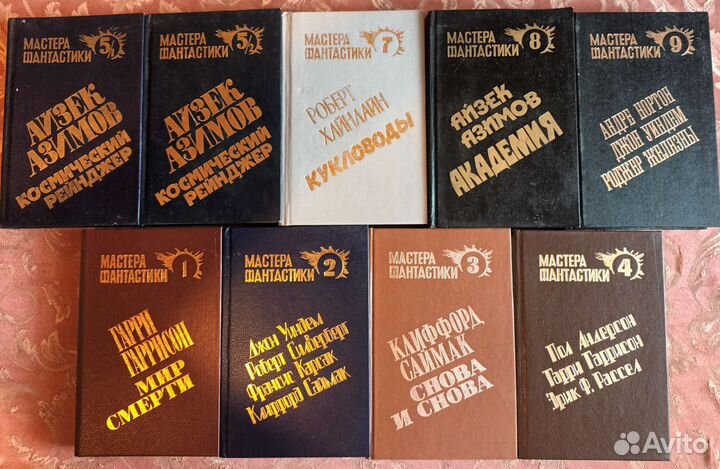 МАСТЕРА
ФАНТАСТИКИ
5/1
АЙЗЕК
АЗИМОВ
КОСМИЧЕСКИЙ
РЕЙНДЖЕР
МАСТЕРА
ФАНТАСТИКИ
5/2
АЙЗЕК
АЗИМОВ
КОСМИЧЕСКИЙ
РЕЙНДЖЕР
МАСТЕРА
ФАНТАСТИКИ
7
РОБЕРТ
ХАЙНЛАЙН
КУКЛОВОДЫ
МАСТЕРА
ФАНТАСТИКИ
8
АЙЗЕК
АЗИМОВ
АКАДЕМИЯ
МАСТЕРА
ФАНТАСТИКИ
9
АНДРЕ НОРТОН
ДЖОН УИНДЕМ
РОДЖЕР ЖЕЛЯЗНЫ
МАСТЕРА
ФАНТАСТИКИ
1
ГАРРИ
ГАРРИСОН
МИР
СМЕРТИ
МАСТЕРА
ФАНТАСТИКИ
2
Джон Уиндем
Роберт Силверберг
Френсис Карсак
Клиффорд Саймак
МАСТЕРА
ФАНТАСТИКИ
3
КЛИФФОРД
САЙМАК
СНОВА
И СНОВА
МАСТЕРА
ФАНТАСТИКИ
4
Пол Андерсон
Гарри Гаррисон
Эрик Ф. Рассел
Avito